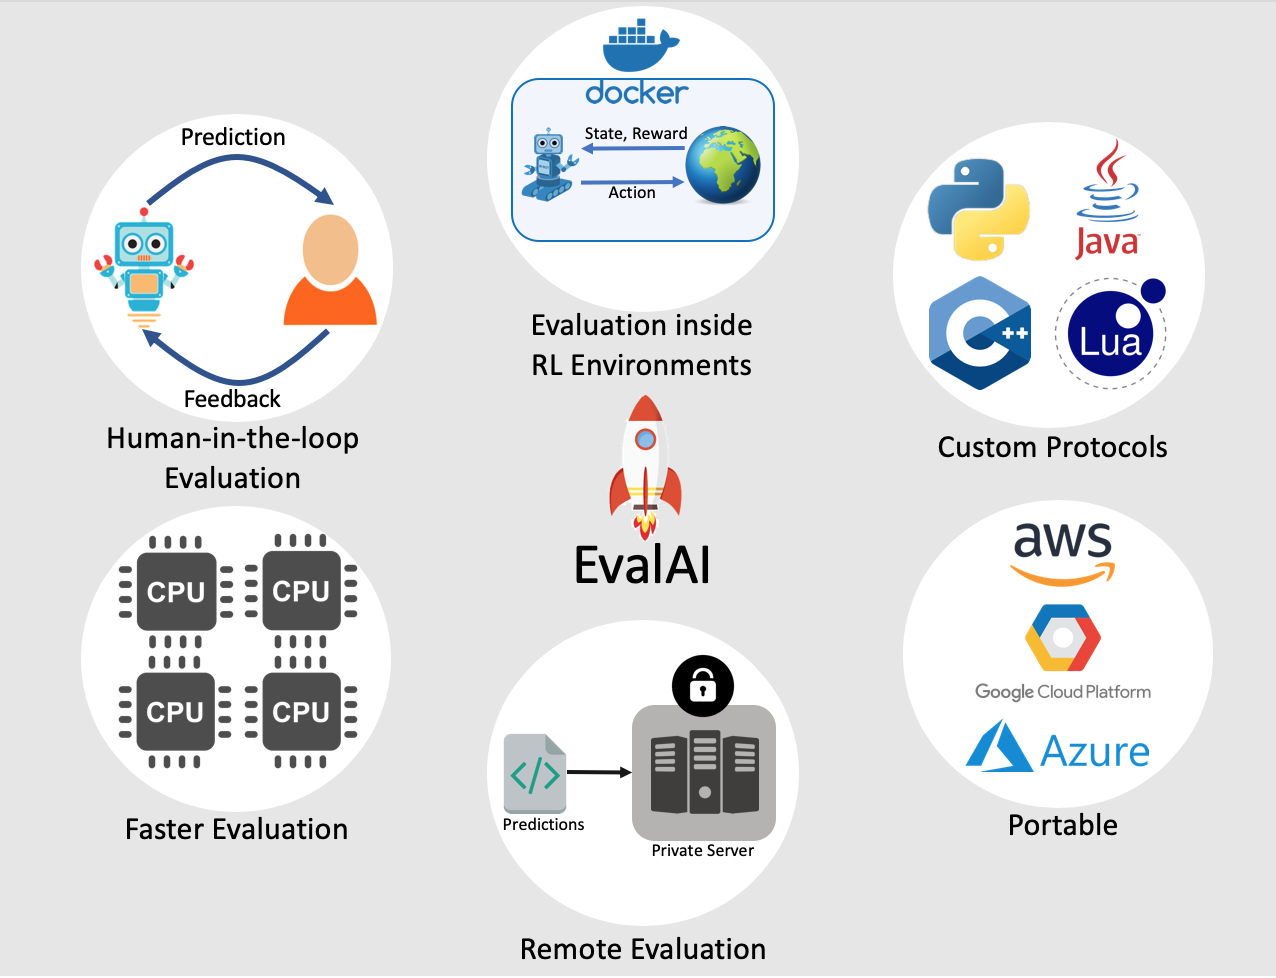 Prediction
Feedback
Human-in-the-loop
Evaluation
docker
State, Reward
Action
Evaluation inside
RL Environments
Java
C++
Lua
Custom Protocols
EvalAI
CPU
CPU
CPU
CPU
Faster Evaluation
</>
Predictions
Private Server
Remote Evaluation
aws
Google Cloud Platform
Azure
Portable